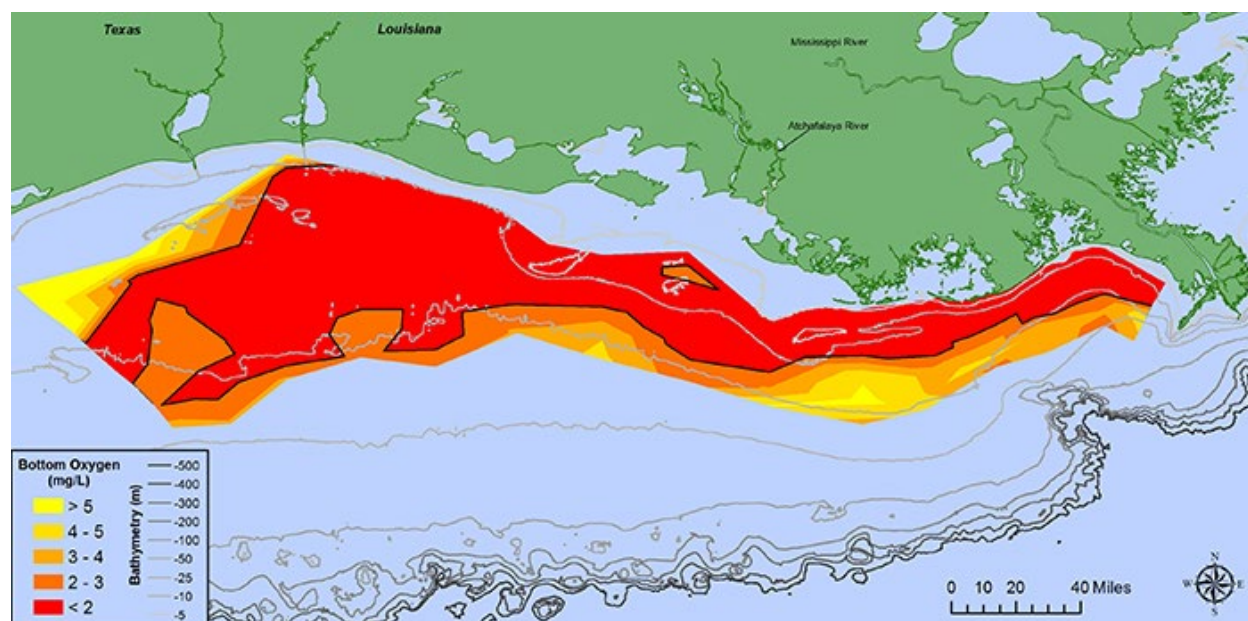 Texas
Louisiana
Mississippi River
Atchafalaya River
Bottom Oxygen
(mg/L)
> 5
4 - 5
3 - 4
2 - 3
< 2
Bathymetry (m)
-500
-400
-300
-200
-100
-50
-25
-10
-5
0 10 20 40 Miles
N
W E
S